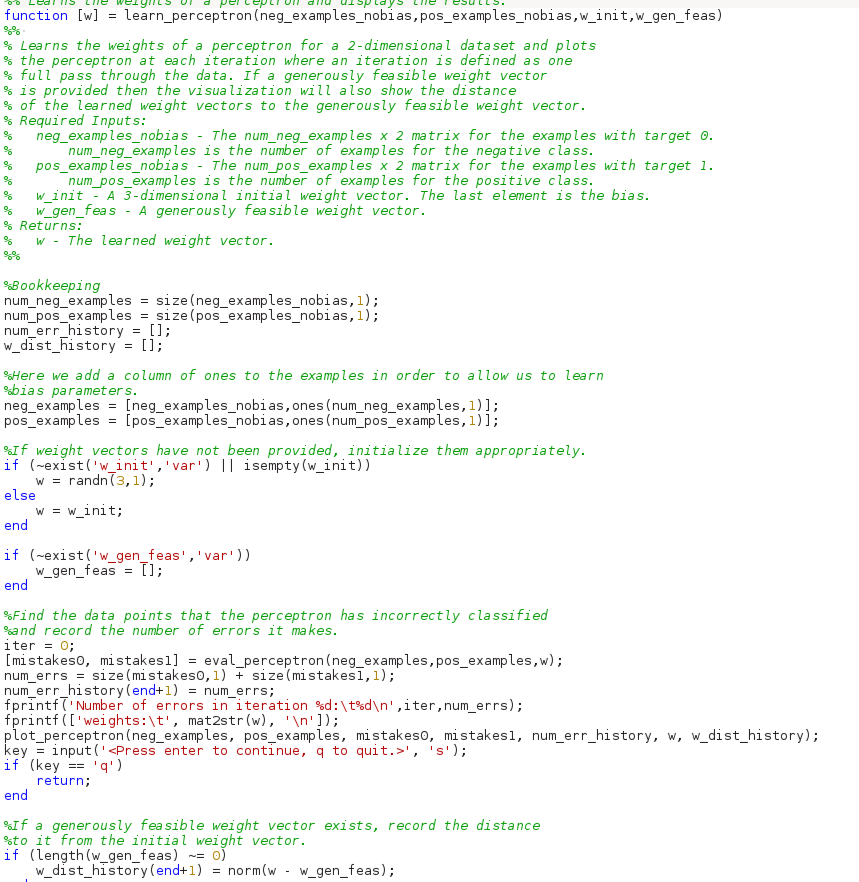 %% Learns the weights of a perceptron and displays the results.
function [w] = learn_perceptron(neg_examples_nobias,pos_examples_nobias,w_init,w_gen_feas)
%%
% Learns the weights of a perceptron for a 2-dimensional dataset and plots
% the perceptron at each iteration where an iteration is defined as one
% full pass through the data. If a generously feasible weight vector
% is provided then the visualization will also show the distance
% of the learned weight vectors to the generously feasible weight vector.
% Required Inputs:
%   neg_examples_nobias - The num_neg_examples x 2 matrix for the examples with target 0.
%       num_neg_examples is the number of examples for the negative class.
%   pos_examples_nobias - The num_pos_examples x 2 matrix for the examples with target 1.
%       num_pos_examples is the number of examples for the positive class.
%   w_init - A 3-dimensional initial weight vector. The last element is the bias.
%   w_gen_feas - A generously feasible weight vector.
% Returns:
%   w - The learned weight vector.
%%
%Bookkeeping
num_neg_examples = size(neg_examples_nobias,1);
num_pos_examples = size(pos_examples_nobias,1);
num_err_history = [];
w_dist_history = [];
%Here we add a column of ones to the examples in order to allow us to learn
%bias parameters.
neg_examples = [neg_examples_nobias,ones(num_neg_examples,1)];
pos_examples = [pos_examples_nobias,ones(num_pos_examples,1)];
%If weight vectors have not been provided, initialize them appropriately.
if (~exist('w_init','var') || isempty(w_init))
    w = randn(3,1);
else
    w = w_init;
end
if (~exist('w_gen_feas','var'))
    w_gen_feas = [];
end
%Find the data points that the perceptron has incorrectly classified
%and record the number of errors it makes.
iter = 0;
[mistakes0, mistakes1] = eval_perceptron(neg_examples,pos_examples,w);
num_errs = size(mistakes0,1) + size(mistakes1,1);
num_err_history(end+1) = num_errs;
fprintf('Number of errors in iteration %d:\t%d\n',iter,num_errs);
fprintf(['weights:\t', mat2str(w), '\n']);
plot_perceptron(neg_examples, pos_examples, mistakes0, mistakes1, num_err_history, w, w_dist_history);
key = input('<Press enter to continue, q to quit.>', 's');
if (key == 'q')
    return;
end
%If a generously feasible weight vector exists, record the distance
%to it from the initial weight vector.
if (length(w_gen_feas) ~= 0)
    w_dist_history(end+1) = norm(w - w_gen_feas);